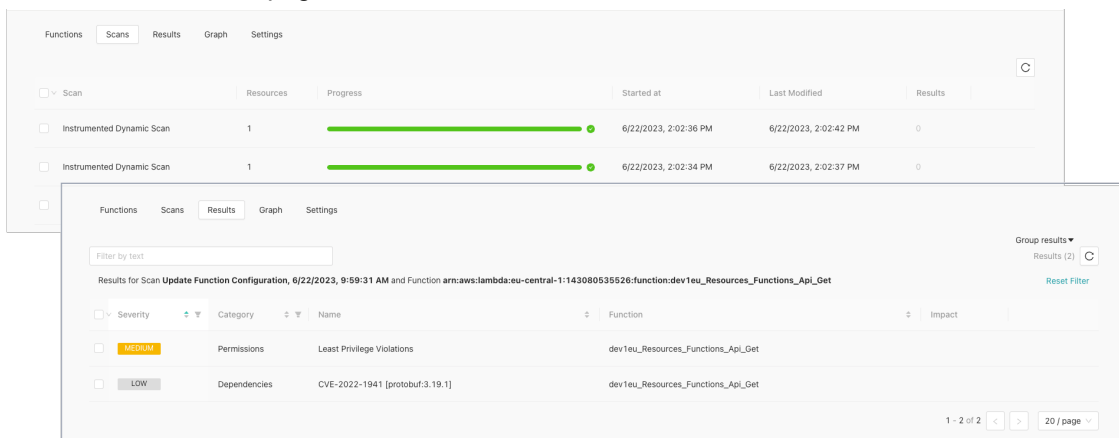 Functions Scans Results Graph Settings
Scan Resources Progress Started at Last Modified Results
Instrumented Dynamic Scan 1 6/22/2023, 2:02:36 PM 6/22/2023, 2:02:42 PM 0
Instrumented Dynamic Scan 1 6/22/2023, 2:02:34 PM 6/22/2023, 2:02:37 PM 0
Functions Scans Results Graph Settings
Group results
Filter by text Results (2)
Results for Scan Update Function Configuration, 6/22/2023, 9:59:31 AM and Function arn:aws:lambda:eu-central-1:143080535526:function:dev1eu_Resources_Functions_Api_Get Reset Filter
Severity Category Name Function Impact
MEDIUM Permissions Least Privilege Violations dev1eu_Resources_Functions_Api_Get
LOW Dependencies CVE-2022-1941 [protobuf:3.19.1] dev1eu_Resources_Functions_Api_Get
1 - 2 of 2 < > 20 / page